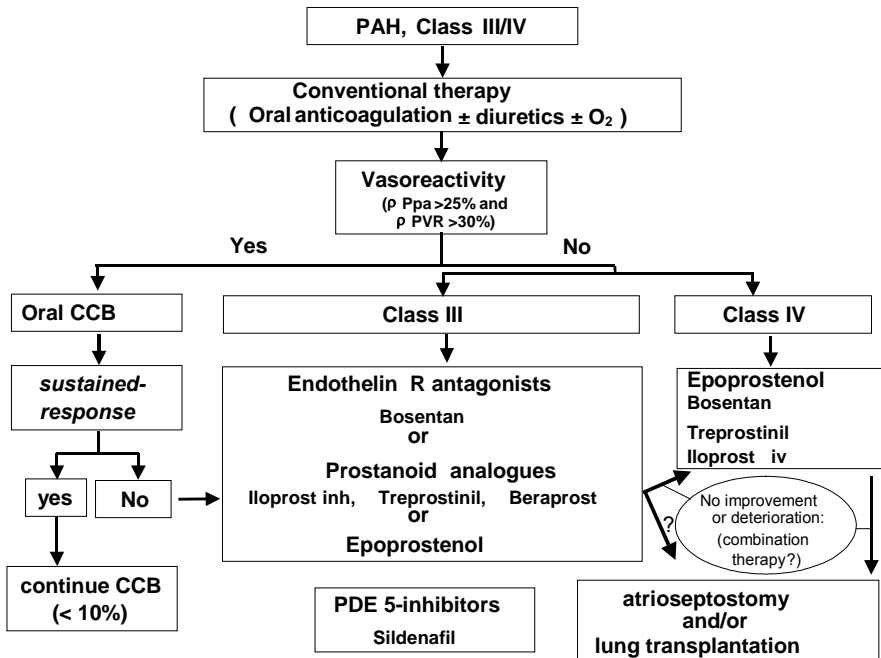 PAH, Class III/IV
Conventional therapy
( Oral anticoagulation ± diuretics ± O₂ )
Vasoreactivity
(ρ Ppa >25% and
ρ PVR >30%)
Yes
No
Oral CCB
Class III
Class IV
sustained-
response
Endothelin R antagonists
Bosentan
or
Prostanoid analogues
Iloprost inh, Treprostinil, Beraprost
or
Epoprostenol
Epoprostenol
Bosentan
Treprostinil
Iloprost iv
yes
No
?
No improvement
or deterioration:
(combination
therapy?)
continue CCB
(< 10%)
PDE 5-inhibitors
Sildenafil
atrioseptostomy
and/or
lung transplantation